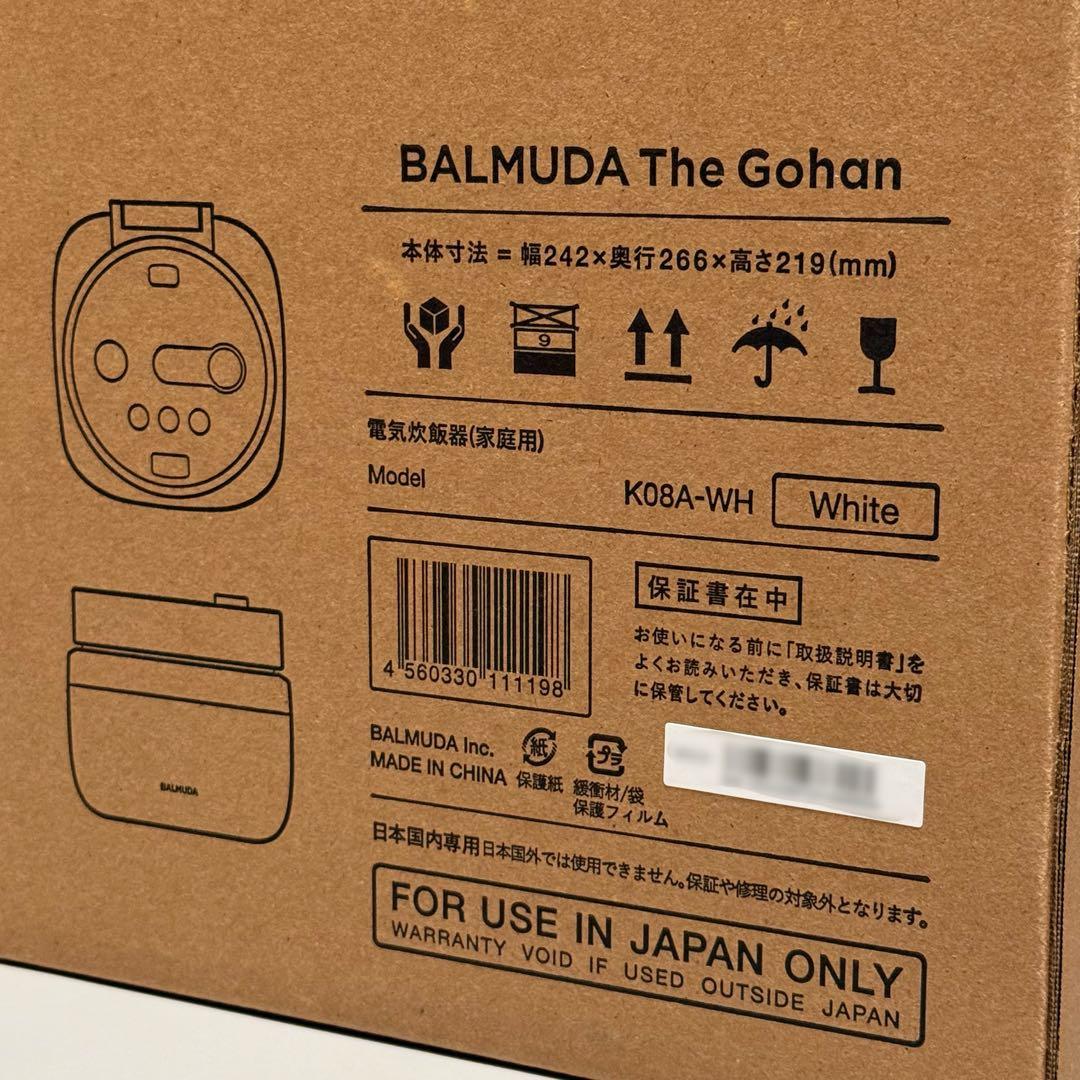 BALMUDA The Gohan
本体寸法 = 幅242×奥行266×高さ219(mm)
9
電気炊飯器(家庭用)
Model
K08A-WH White
4 560330 111198
保証書在中
お使いになる前に「取扱説明書」を
よくお読みいただき、保証書は大切
に保管してください。
BALMUDA Inc.
MADE IN CHINA
紙
保護紙
プラ
緩衝材/袋
保護フィルム
日本国内専用 日本国外では使用できません。保証や修理の対象外となります。
FOR USE IN JAPAN ONLY
WARRANTY VOID IF USED OUTSIDE JAPAN
BALMUDA